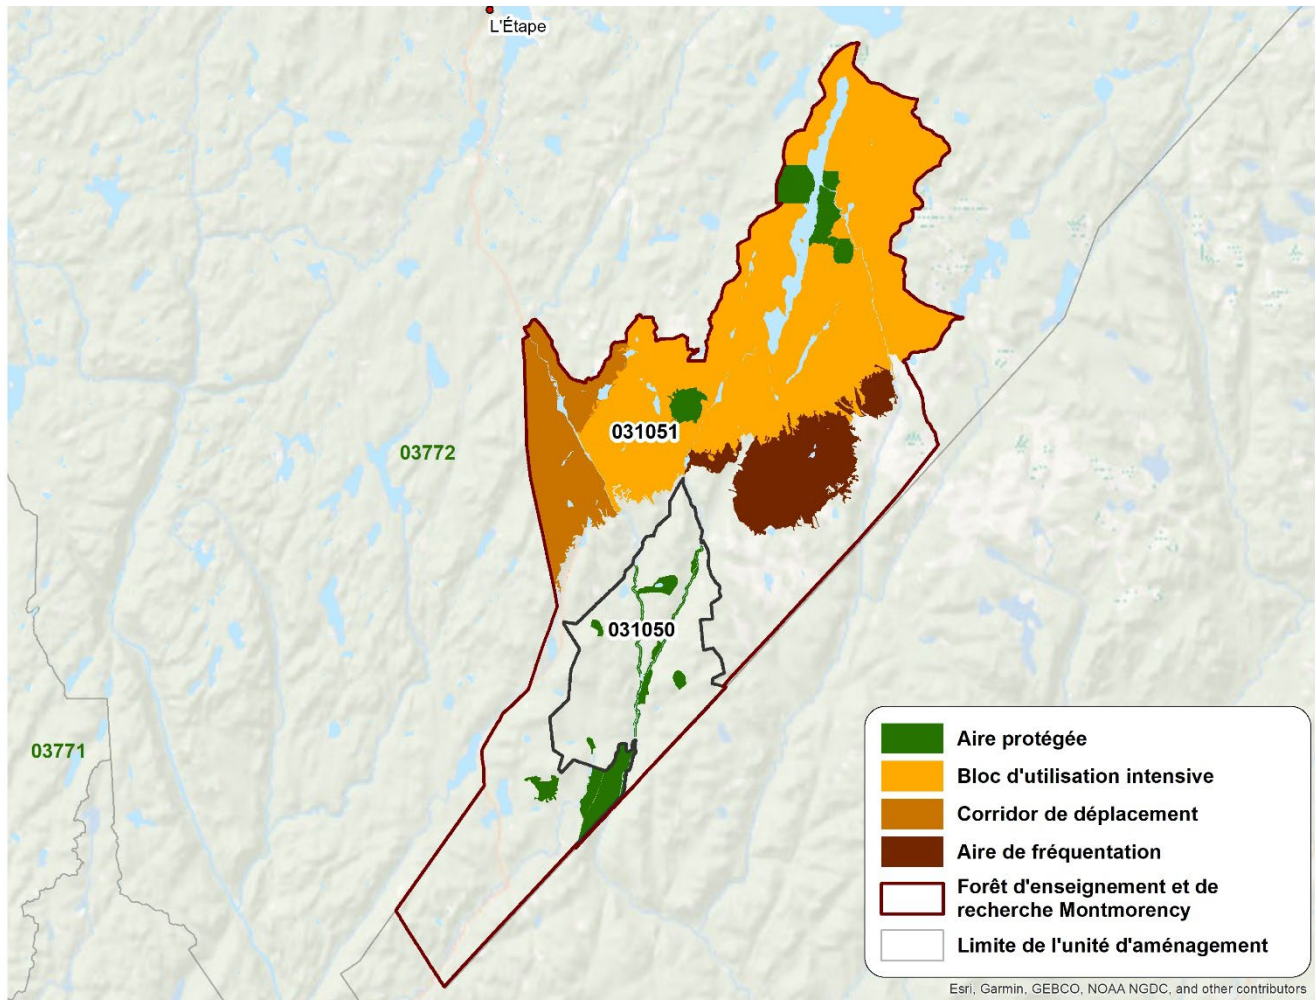 L'Étape
031051
03772
031050
03771
Aire protégée
Bloc d'utilisation intensive
Corridor de déplacement
Aire de fréquentation
Forêt d'enseignement et de
recherche Montmorency
Limite de l'unité d'aménagement
Esri, Garmin, GEBCO, NOAA NGDC, and other contributors